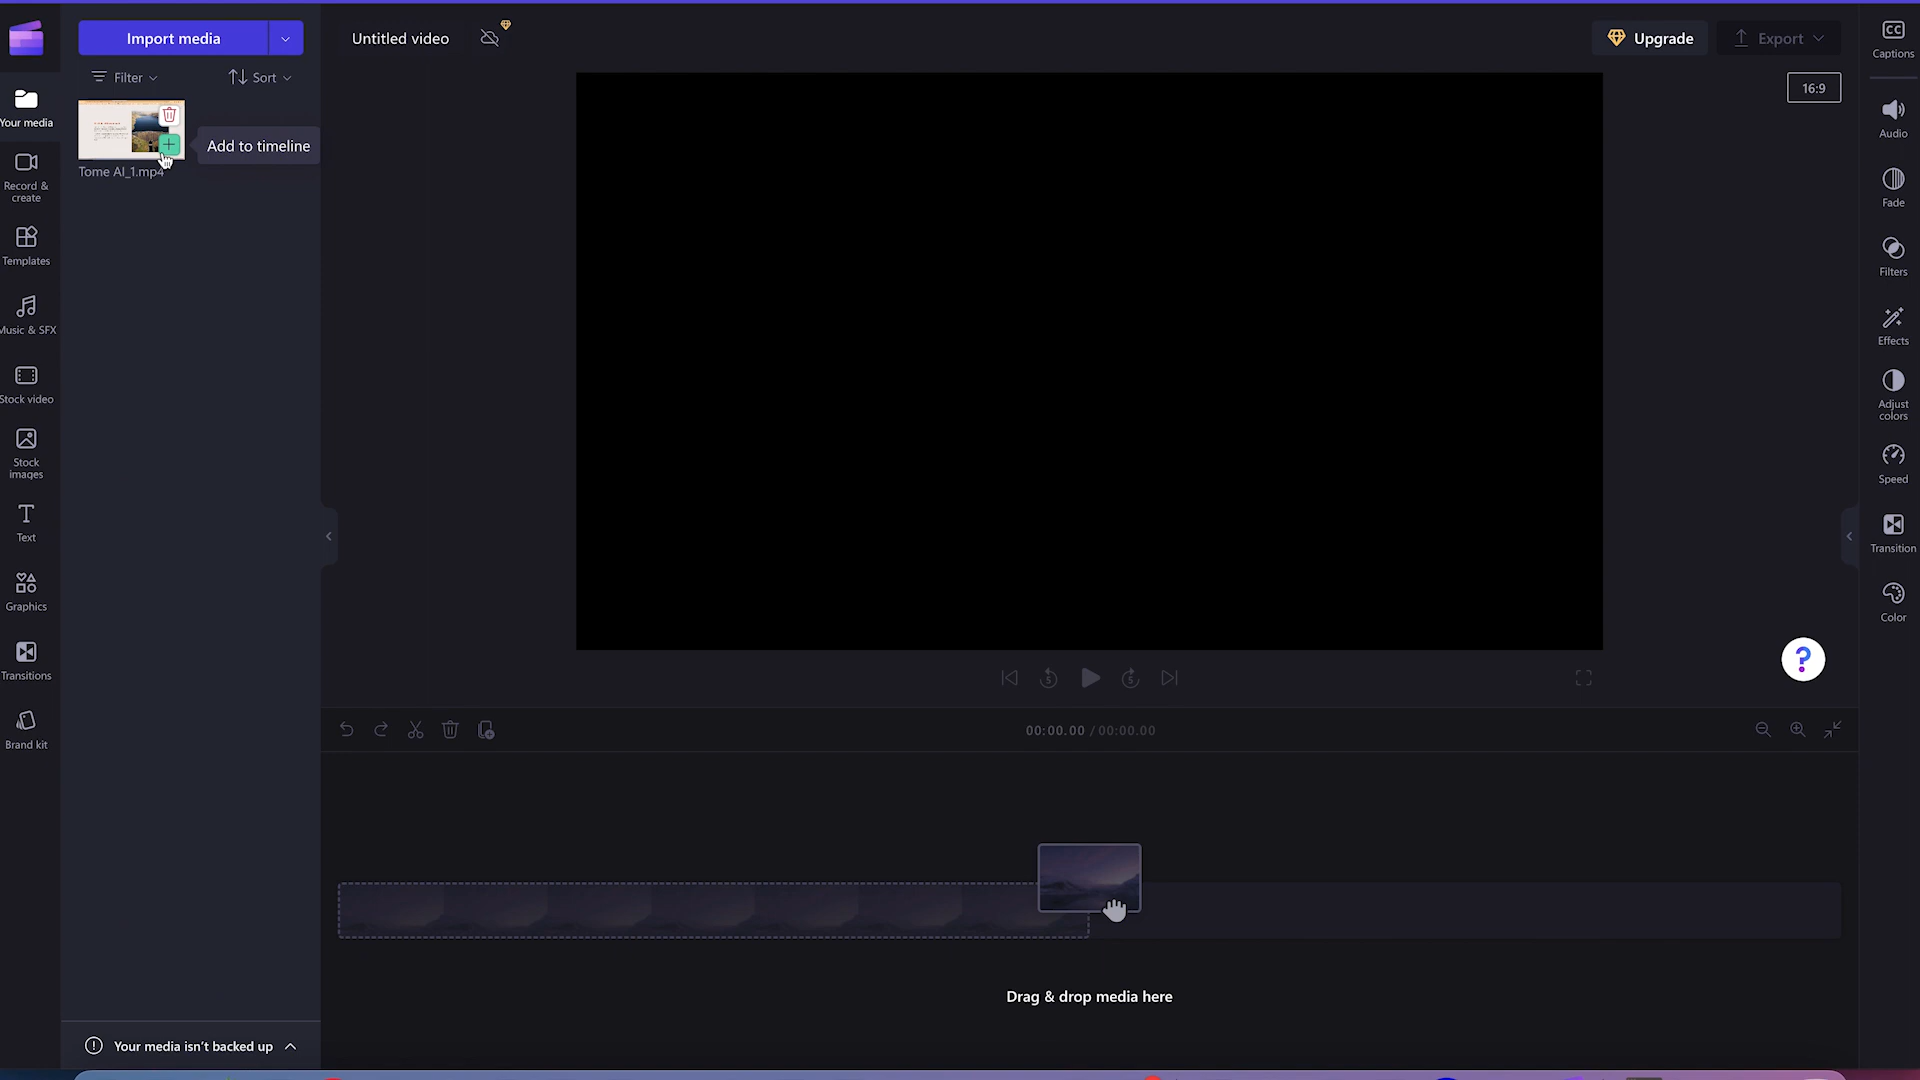 Import media
Filter
Sort
Add to timeline
Tome AI_1.mp4
Your media
Record &
create
Templates
Music & SFX
Stock video
Stock
images
Text
Graphics
Transitions
Brand kit
Your media isn't backed up
Untitled video
Upgrade
Export
16:9
5
5
00:00.00 / 00:00.00
Drag & drop media here
?
CC
Captions
Audio
Fade
Filters
Effects
Adjust
colors
Speed
Transition
Color